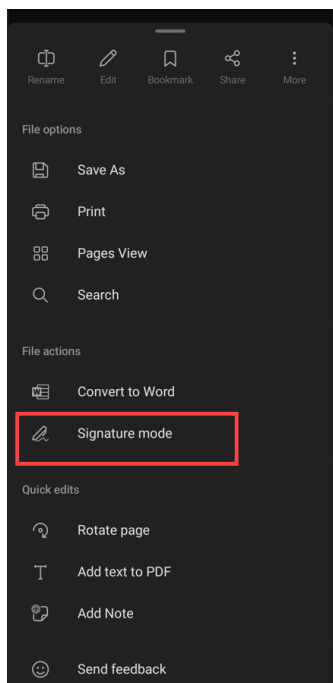 Rename Edit Bookmark Share More
File options
Save As
Print
Pages View
Search
File actions
Convert to Word
Signature mode
Quick edits
Rotate page
Add text to PDF
Add Note
Send feedback